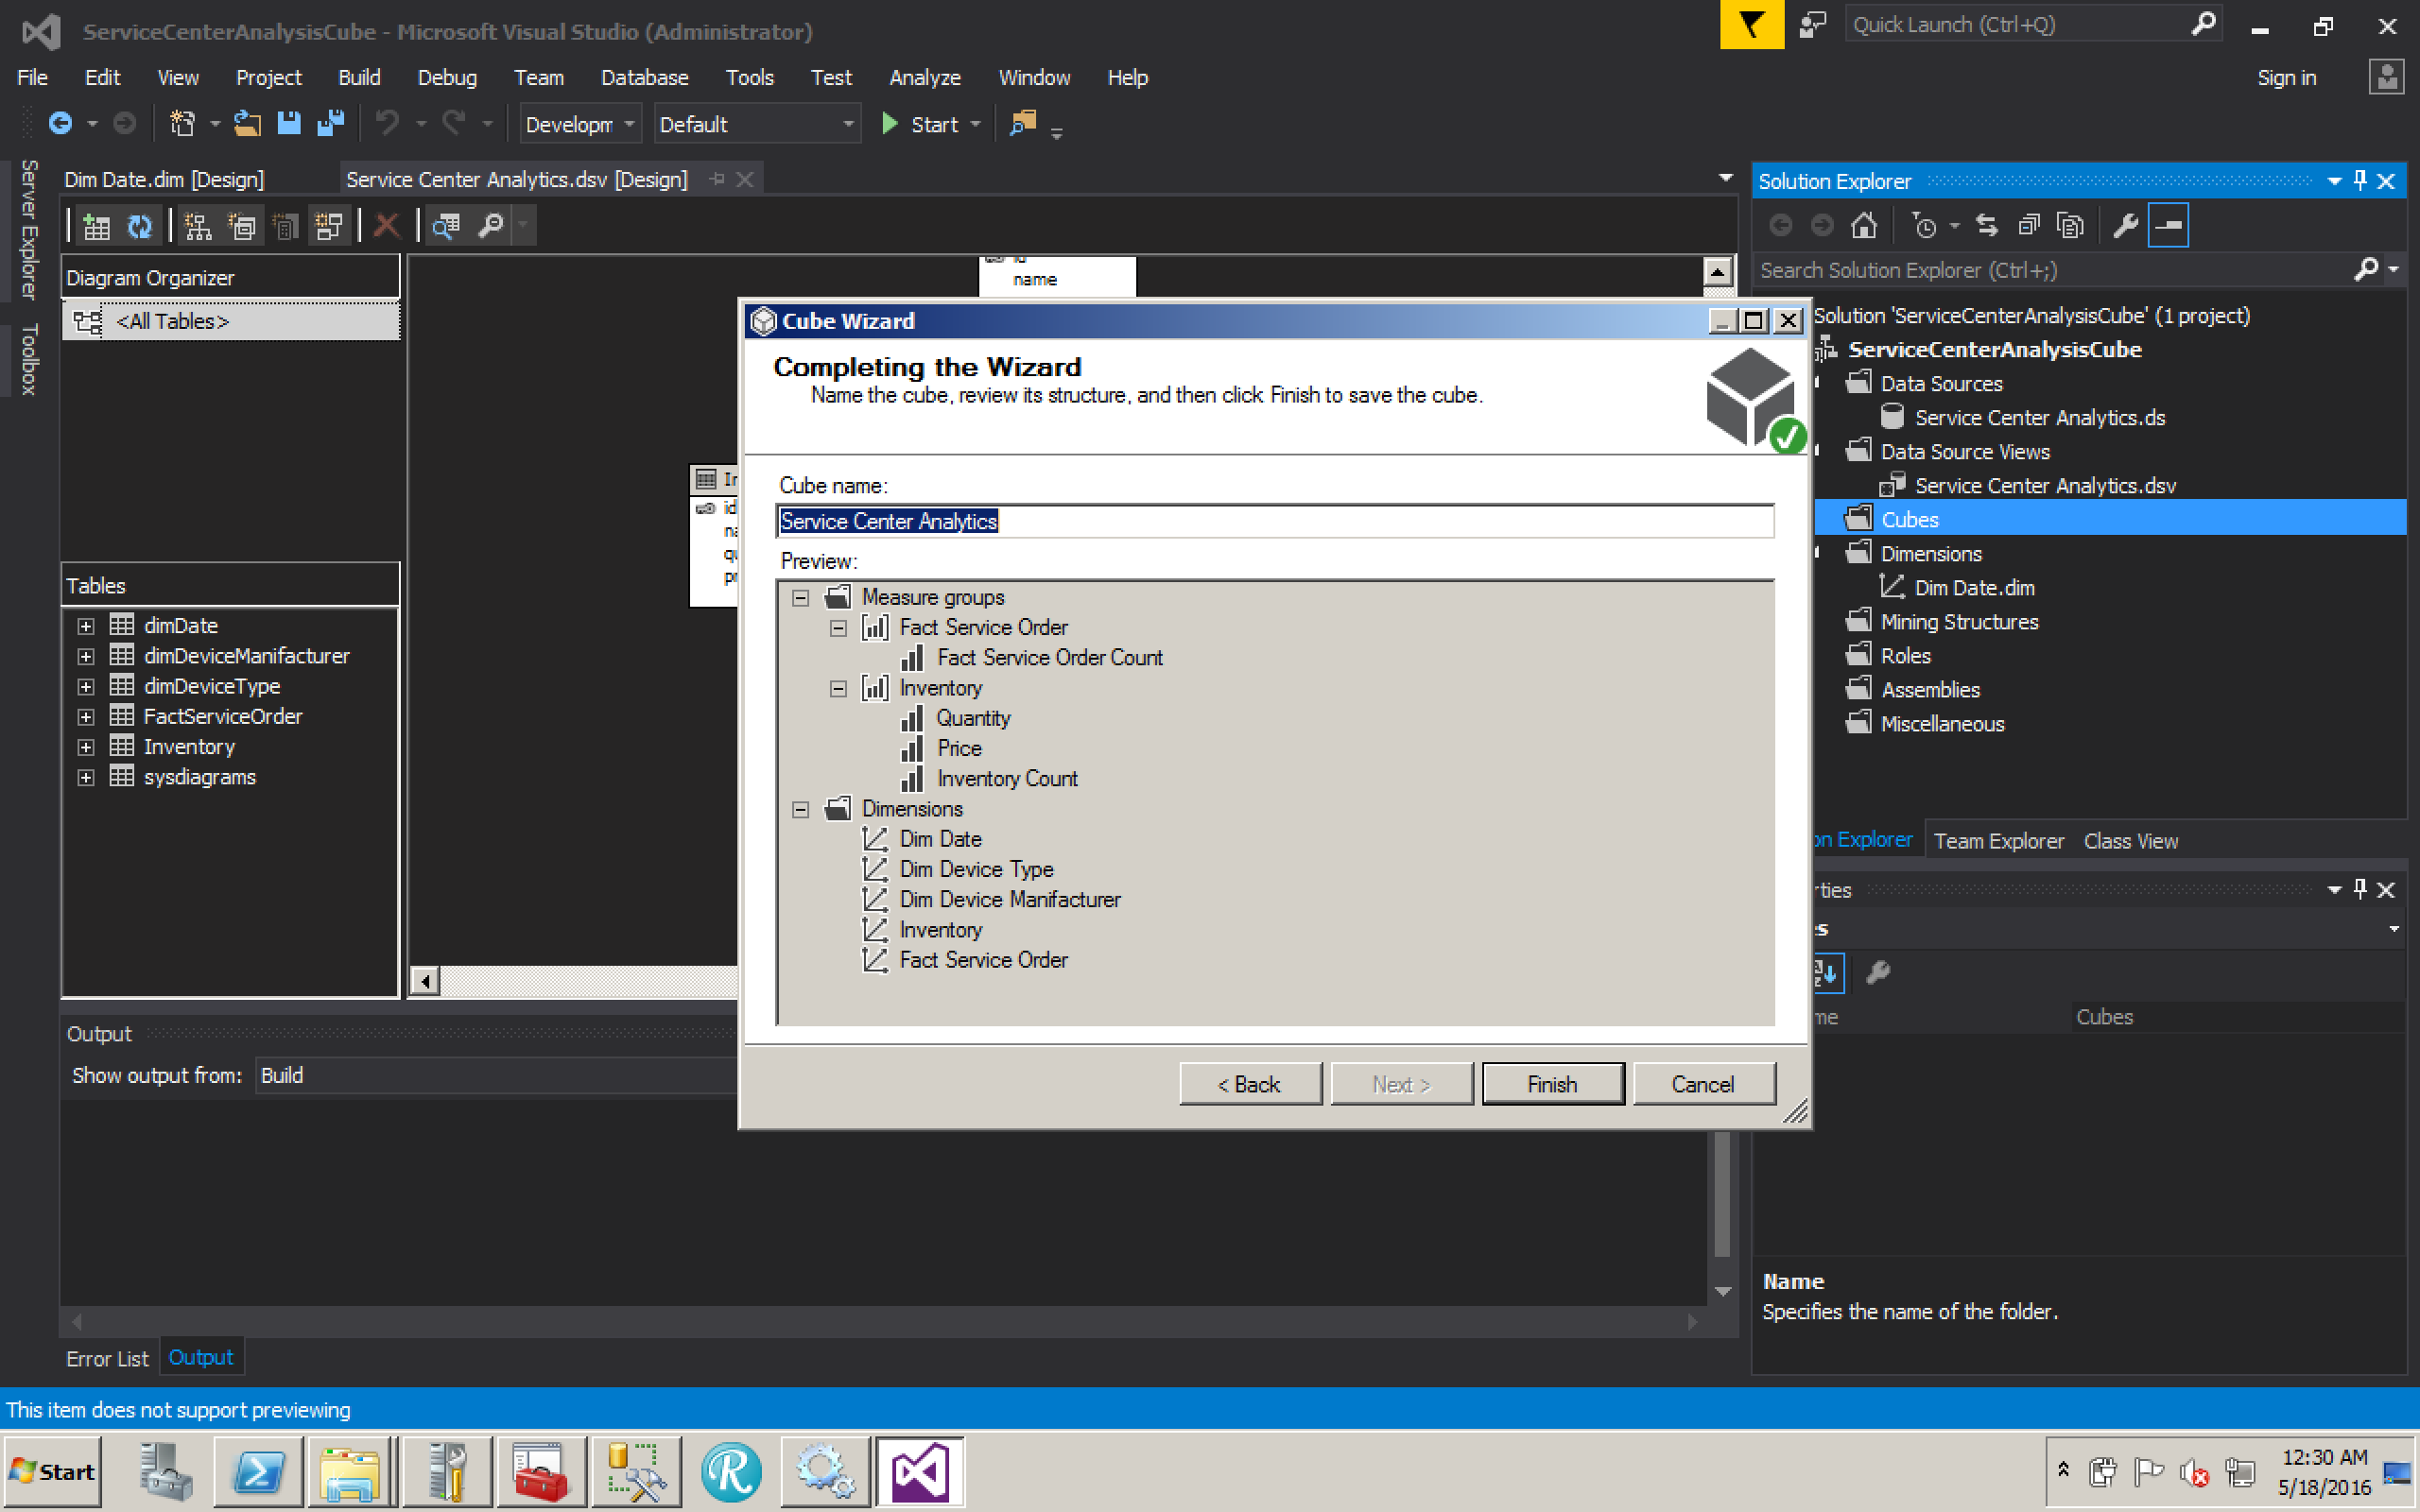 ServiceCenterAnalysisCube - Microsoft Visual Studio (Administrator)
Quick Launch (Ctrl+Q)
File Edit View Project Build Debug Team Database Tools Test Analyze Window Help
Sign in
Developm Default Start
Server Explorer
Toolbox
Dim Date.dim [Design]
Service Center Analytics.dsv [Design]
Diagram Organizer
<All Tables>
Tables
dimDate
dimDeviceManifacturer
dimDeviceType
FactServiceOrder
Inventory
sysdiagrams
name
id
Cube Wizard
Completing the Wizard
Name the cube, review its structure, and then click Finish to save the cube.
Cube name:
Service Center Analytics
Preview:
Measure groups
Fact Service Order
Fact Service Order Count
Inventory
Quantity
Price
Inventory Count
Dimensions
Dim Date
Dim Device Type
Dim Device Manifacturer
Inventory
Fact Service Order
< Back
Next >
Finish
Cancel
Solution Explorer
Search Solution Explorer (Ctrl+;)
Solution 'ServiceCenterAnalysisCube' (1 project)
ServiceCenterAnalysisCube
Data Sources
Service Center Analytics.ds
Data Source Views
Service Center Analytics.dsv
Cubes
Dimensions
Dim Date.dim
Mining Structures
Roles
Assemblies
Miscellaneous
on Explorer
Team Explorer
Class View
rties
es
me
Cubes
Name
Specifies the name of the folder.
Output
Show output from: Build
Error List
Output
This item does not support previewing
Start
12:30 AM
5/18/2016